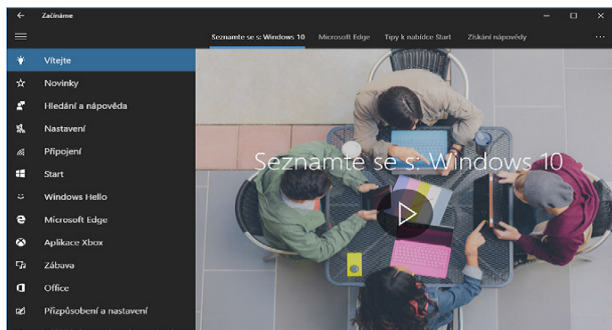 Začínáme
Seznamte se s: Windows 10 Microsoft Edge Tipy k nabídce Start Získání nápovědy
Vítejte
Novinky
Hledání a nápověda
Nastavení
Připojení
Start
Windows Hello
Microsoft Edge
Aplikace Xbox
Zábava
Office
Přizpůsobení a nastavení
Seznamte se s: Windows 10